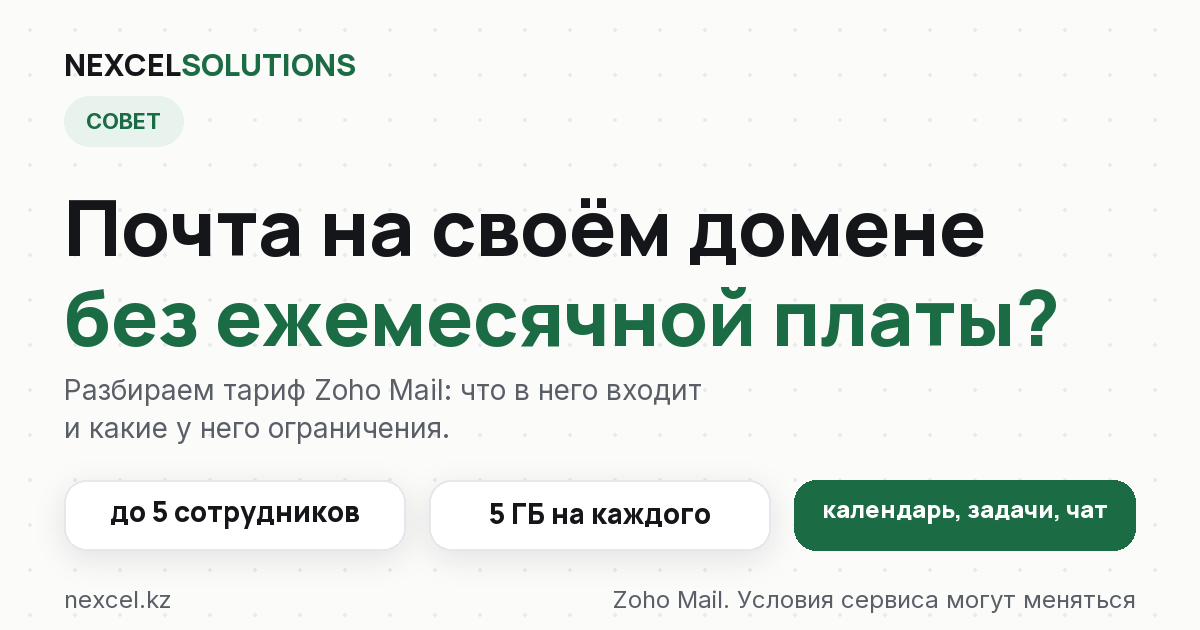 NEXCELSOLUTIONS
СОВЕТ
Почта на своём домене
без ежемесячной платы?
Разбираем тариф Zoho Mail: что в него входит
и какие у него ограничения.
до 5 сотрудников
5 ГБ на каждого
календарь, задачи, чат
nexcel.kz
Zoho Mail. Условия сервиса могут меняться